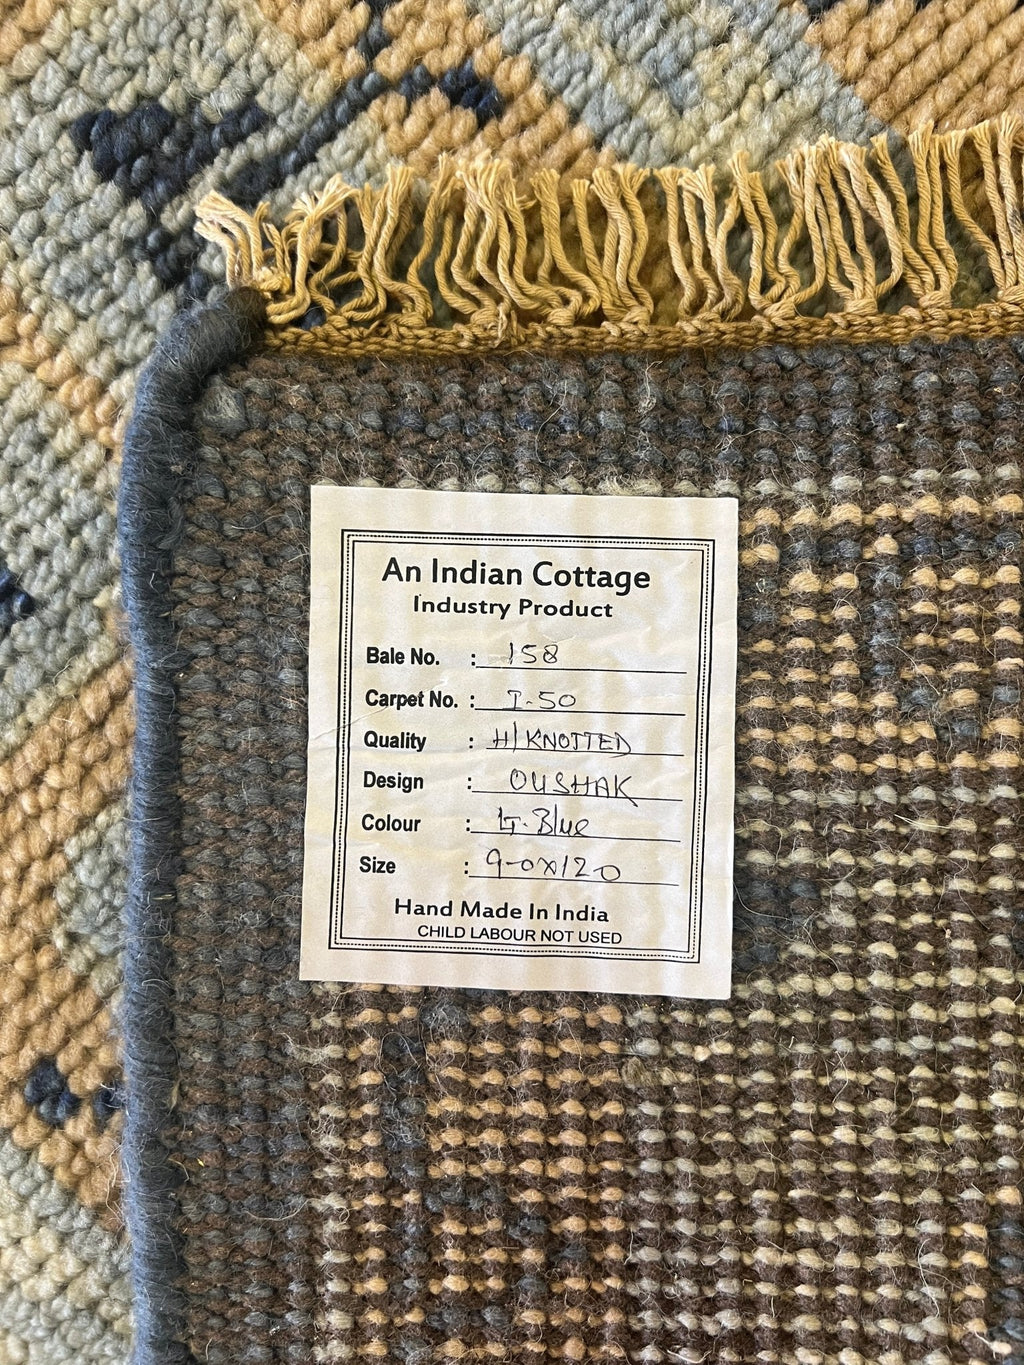 An Indian Cottage
Industry Product
Bale No. : 158
Carpet No. : I-50
Quality : H/KNOTTED
Design : OUSHAK
Colour : LT. Blue
Size : 9-0x12-0
Hand Made In India
CHILD LABOUR NOT USED